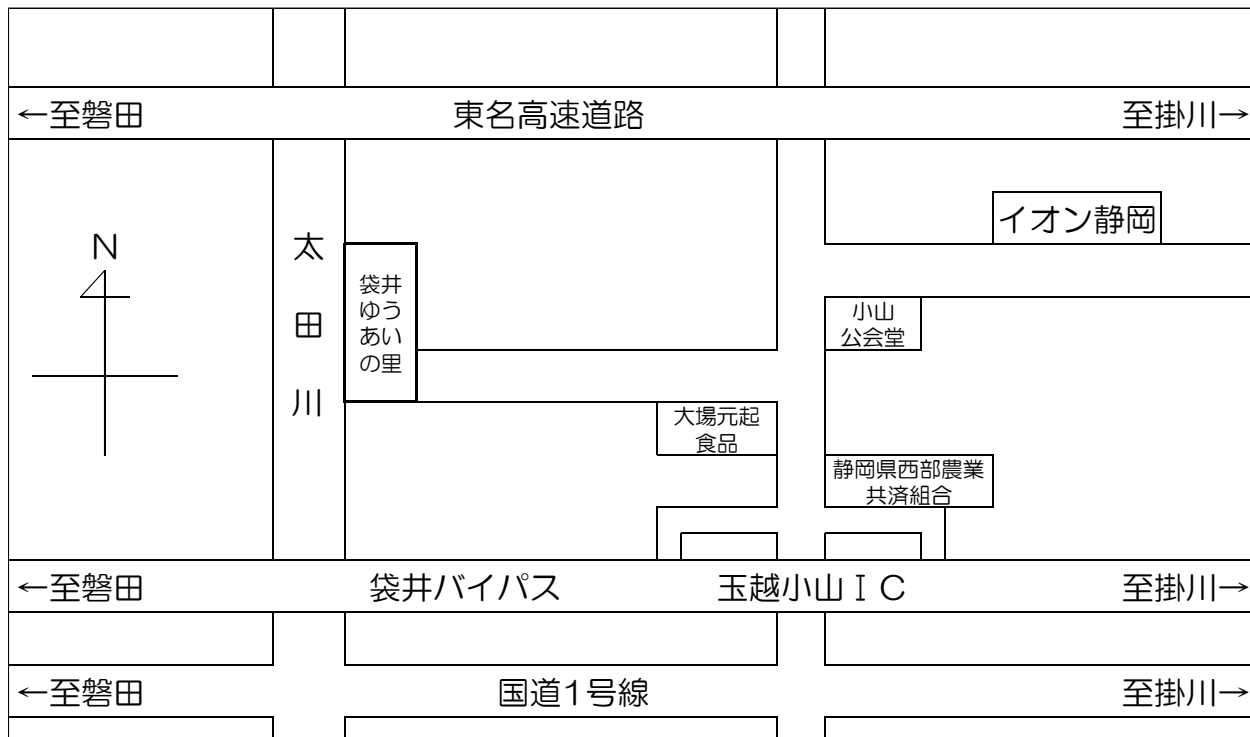 ←至磐田 東名高速道路 至掛川→
イオン静岡
N
太田川
袋井
ゆう
あい
の里
小山
公会堂
大場元起
食品
静岡県西部農業
共済組合
←至磐田 袋井バイパス 玉越小山ＩＣ 至掛川→
←至磐田 国道1号線 至掛川→